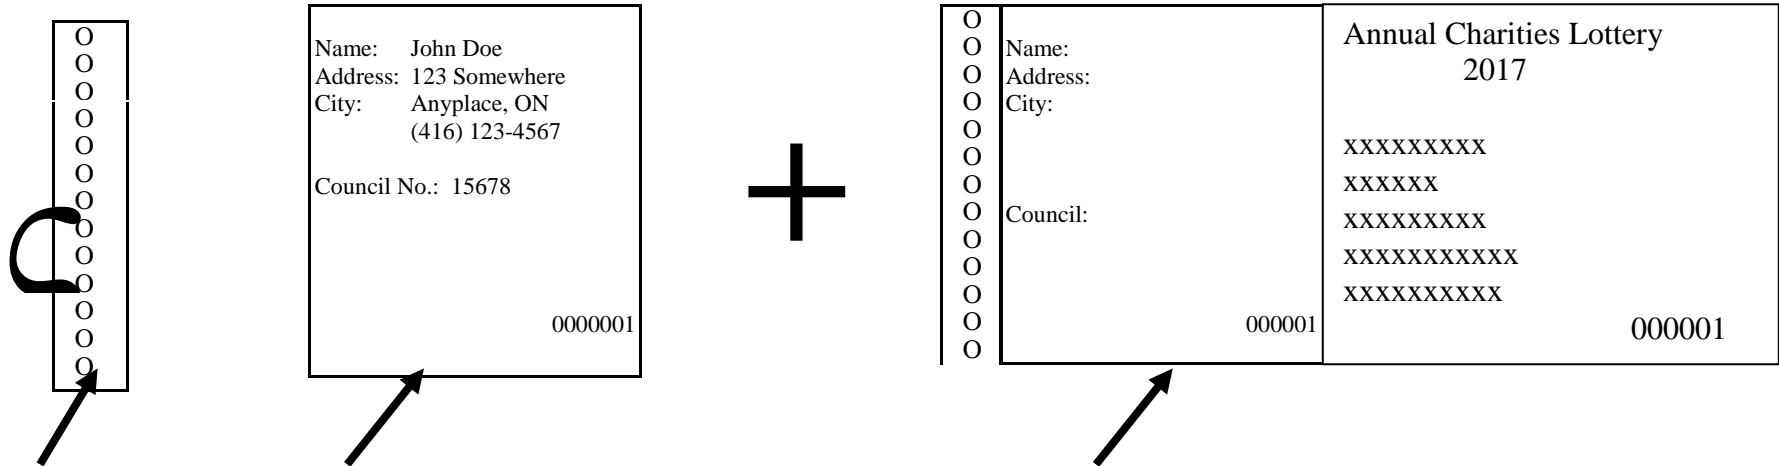 O
O
O
O
O
O
O
O
O
O
O
O
O
Name: John Doe
Address: 123 Somewhere
City: Anyplace, ON
(416) 123-4567
Council No.: 15678
0000001
+
O
O
O
O
O
O
O
O
O
O
O
O
O
Name:
Address:
City:
Council:
000001
Annual Charities Lottery
2017
xxxxxxxxx
xxxxxx
xxxxxxxxx
xxxxxxxxxxx
xxxxxxxxxx
000001